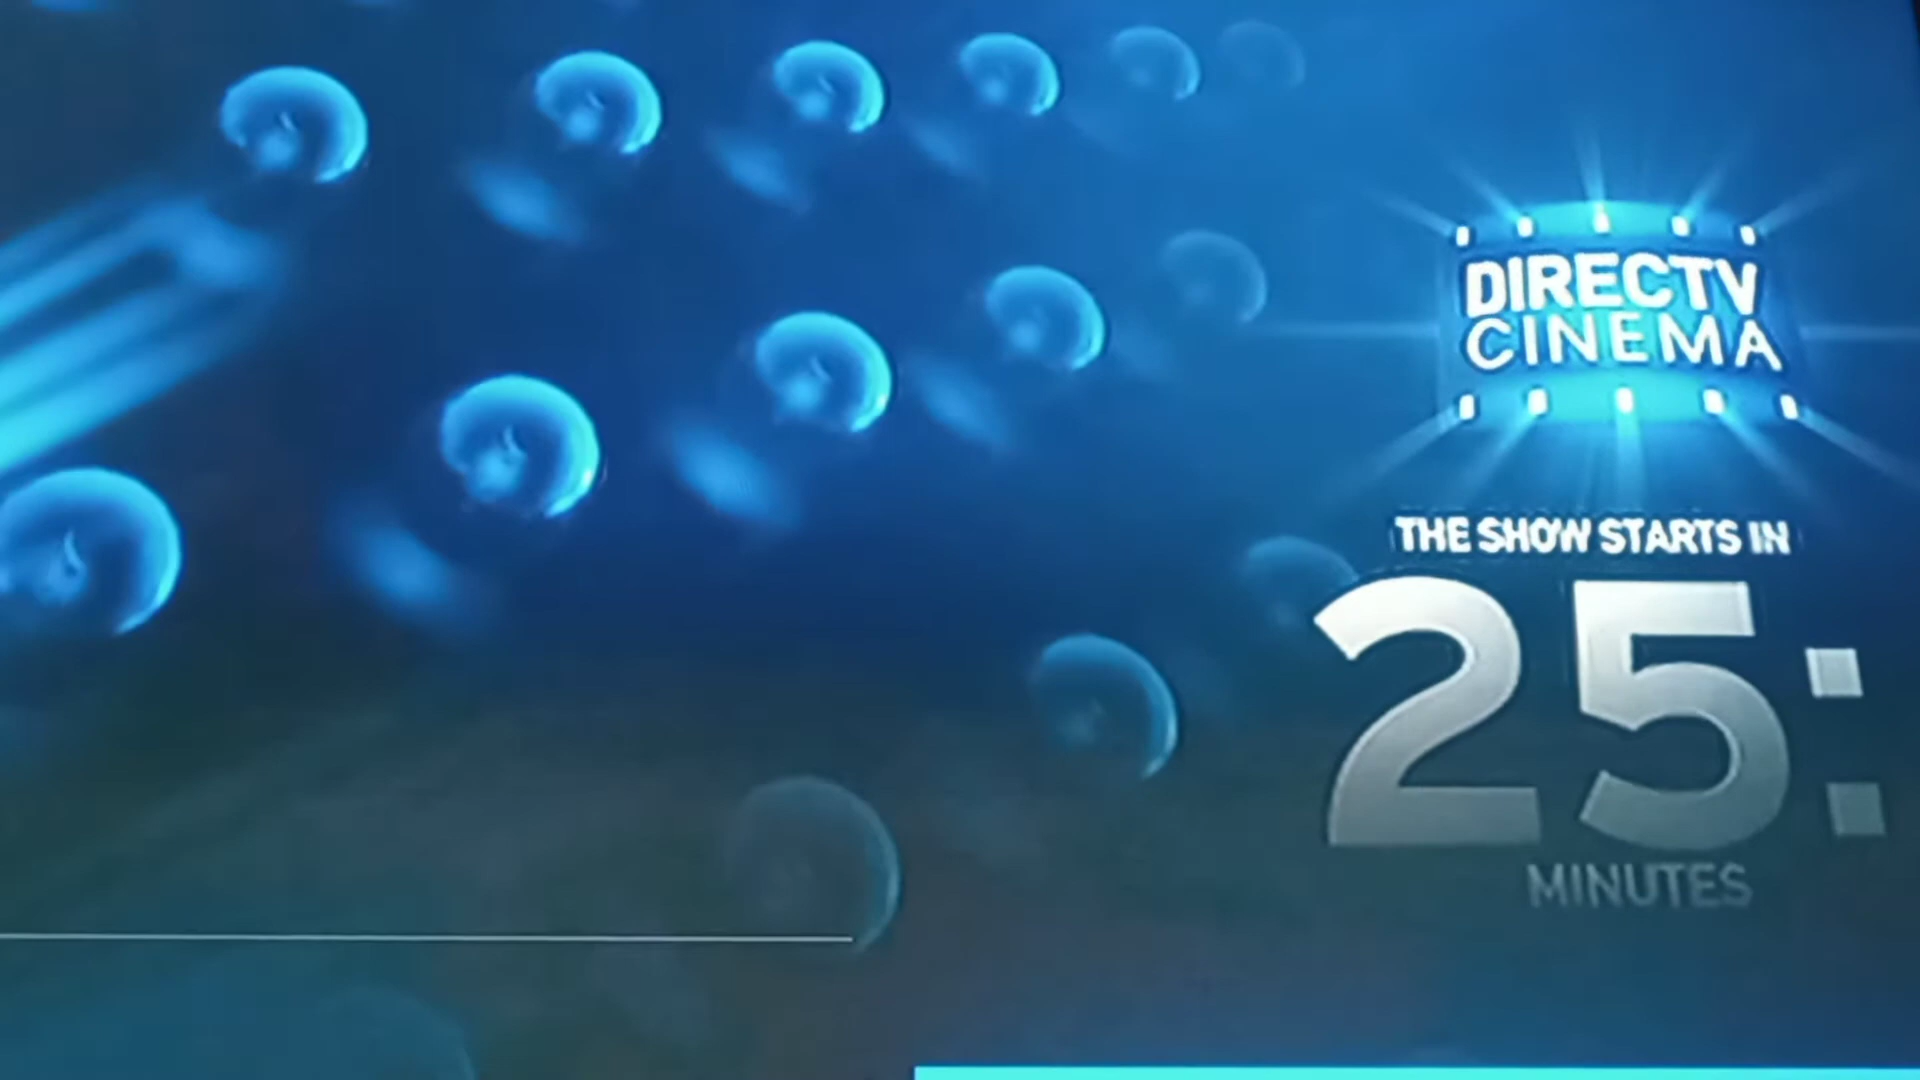 DIRECTV
CINEMA
THE SHOW STARTS IN
25:
MINUTES